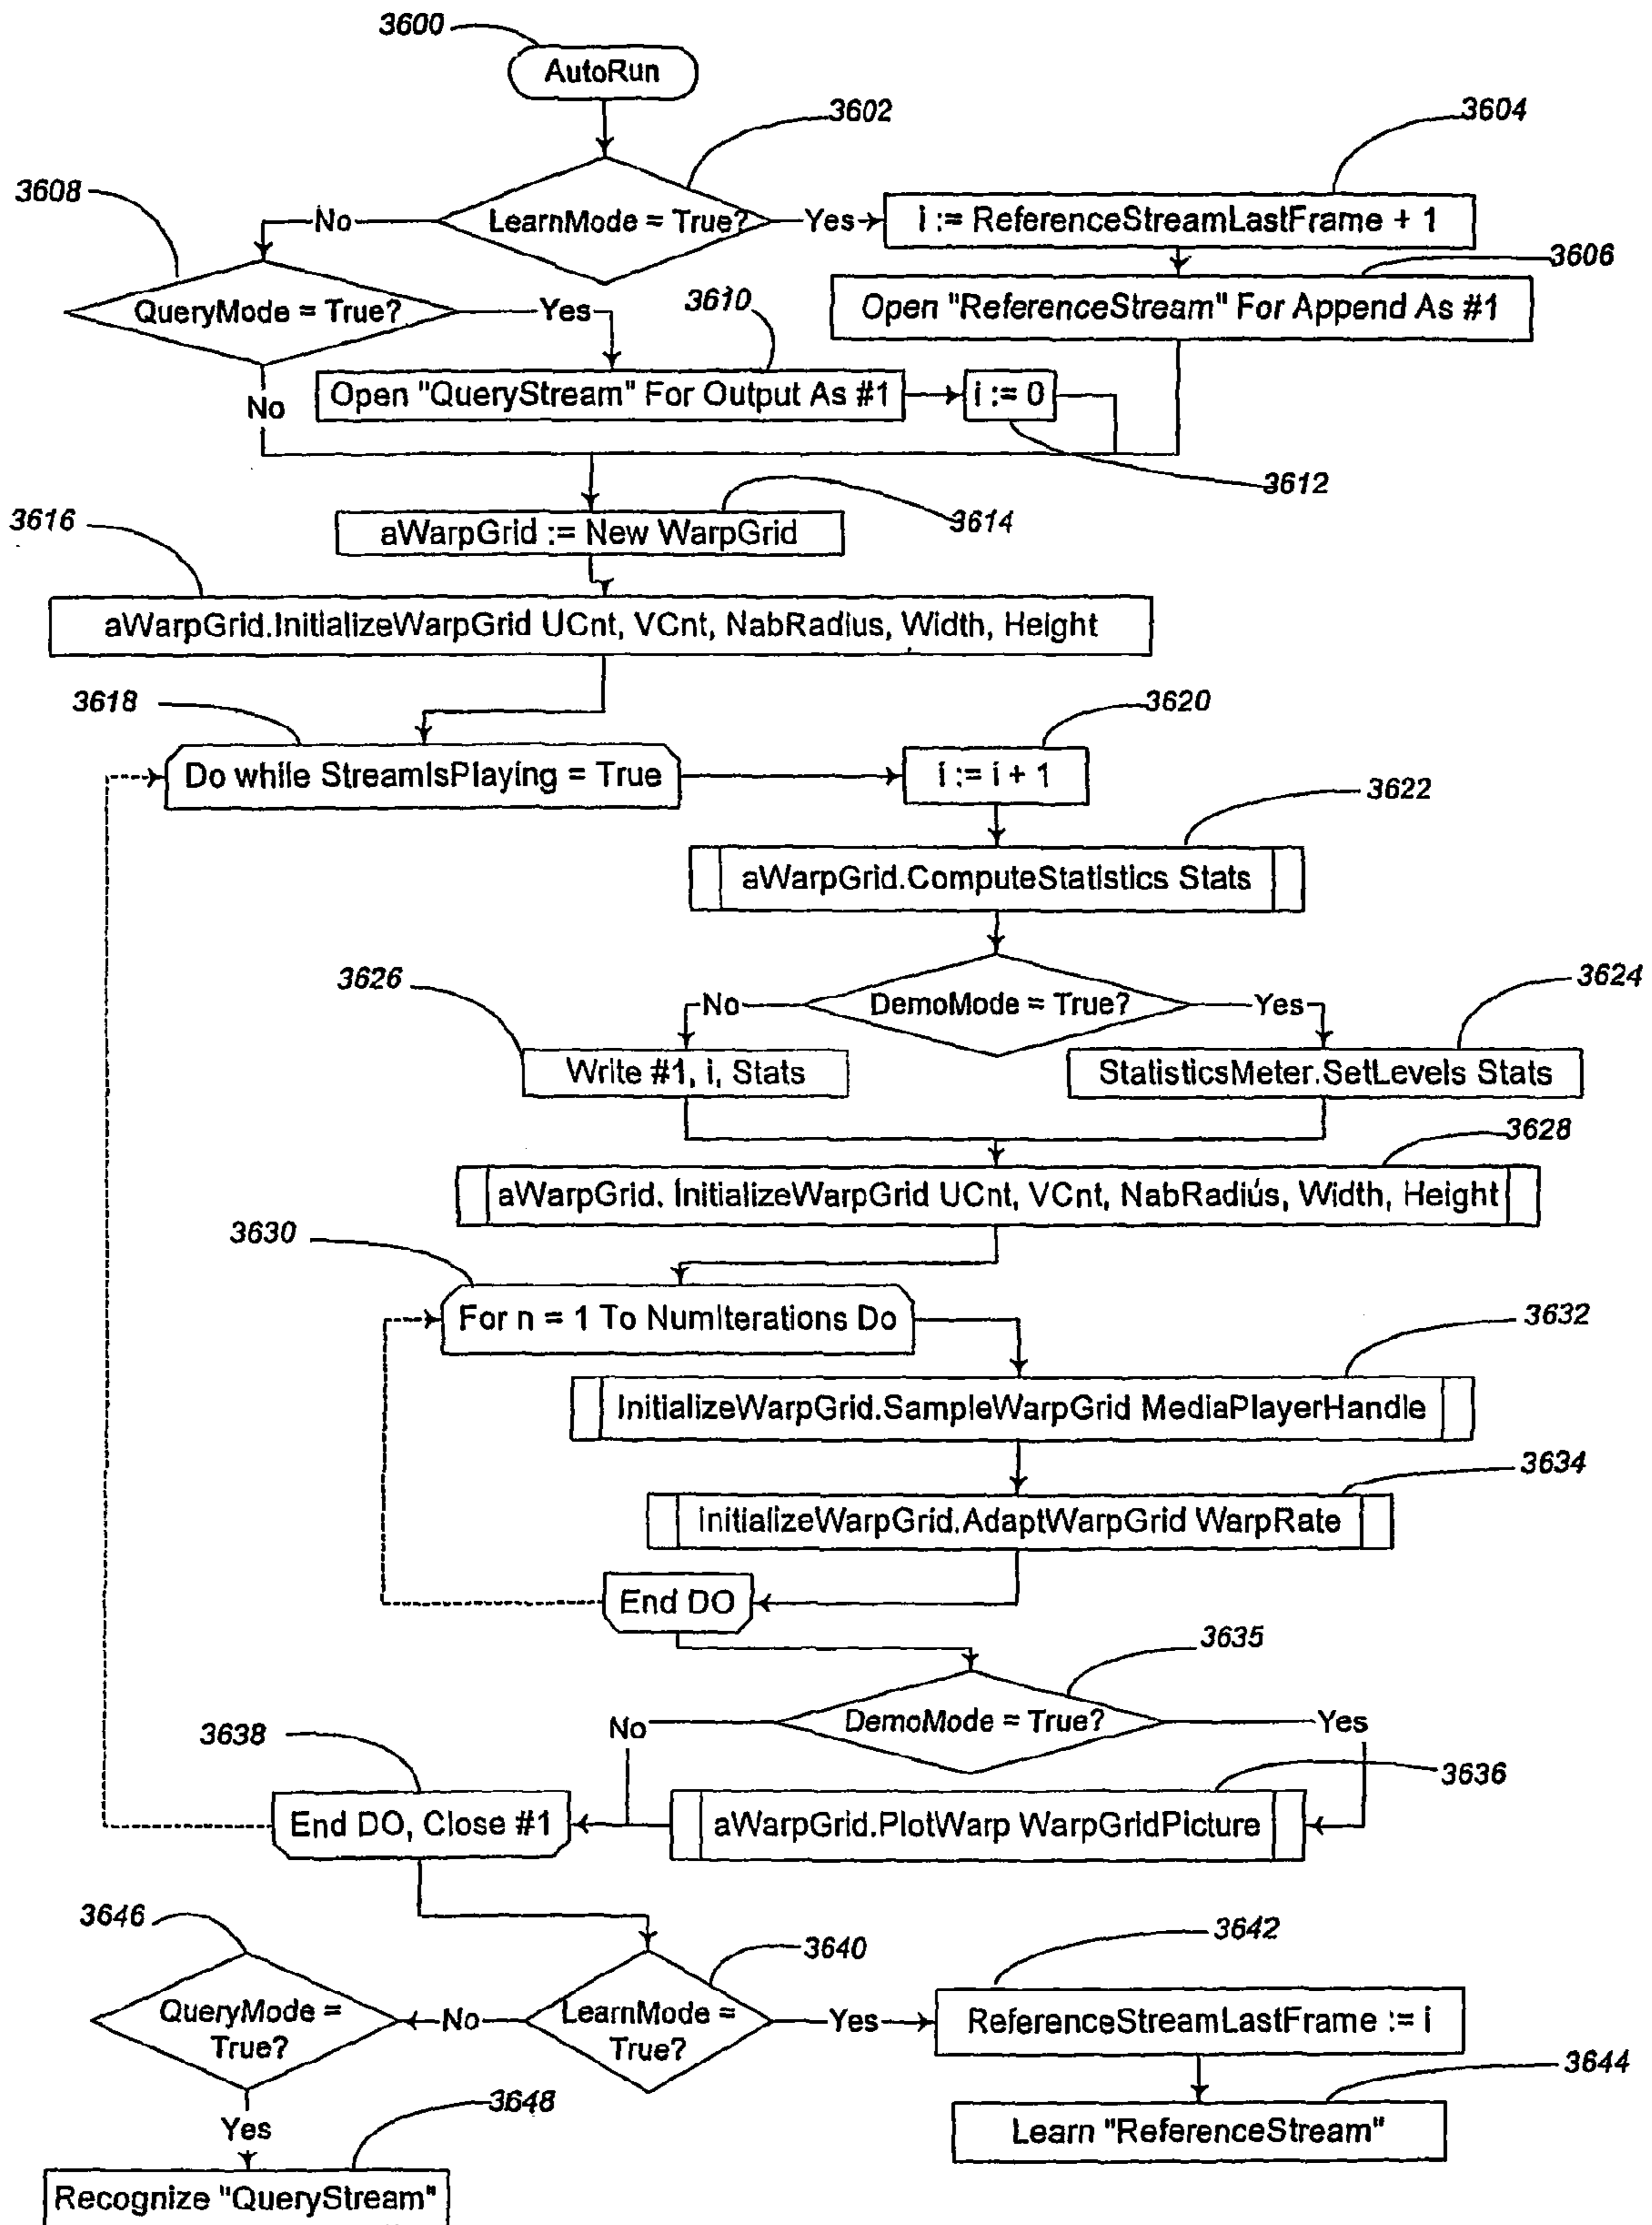 3600
AutoRun
3602
3604
3608
No
LearnMode = True?
Yes
i := ReferenceStreamLastFrame + 1
3606
QueryMode = True?
Yes
3610
Open "ReferenceStream" For Append As #1
No
Open "QueryStream" For Output As #1
i := 0
3612
3616
aWarpGrid := New WarpGrid
3614
aWarpGrid.InitializeWarpGrid UCnt, VCnt, NabRadius, Width, Height
3618
3620
Do while StreamIsPlaying = True
i := i + 1
3622
aWarpGrid.ComputeStatistics Stats
3626
No
DemoMode = True?
Yes
3624
Write #1, i, Stats
StatisticsMeter.SetLevels Stats
3628
aWarpGrid. InitializeWarpGrid UCnt, VCnt, NabRadius, Width, Height
3630
For n = 1 To NumIterations Do
3632
InitializeWarpGrid.SampleWarpGrid MediaPlayerHandle
3634
InitializeWarpGrid.AdaptWarpGrid WarpRate
End DO
3635
3638
No
DemoMode = True?
Yes
3636
End DO, Close #1
aWarpGrid.PlotWarp WarpGridPicture
3646
3640
3642
QueryMode =
True?
No
LearnMode =
True?
Yes
ReferenceStreamLastFrame := i
3644
Yes
3648
Learn "ReferenceStream"
Recognize "QueryStream"